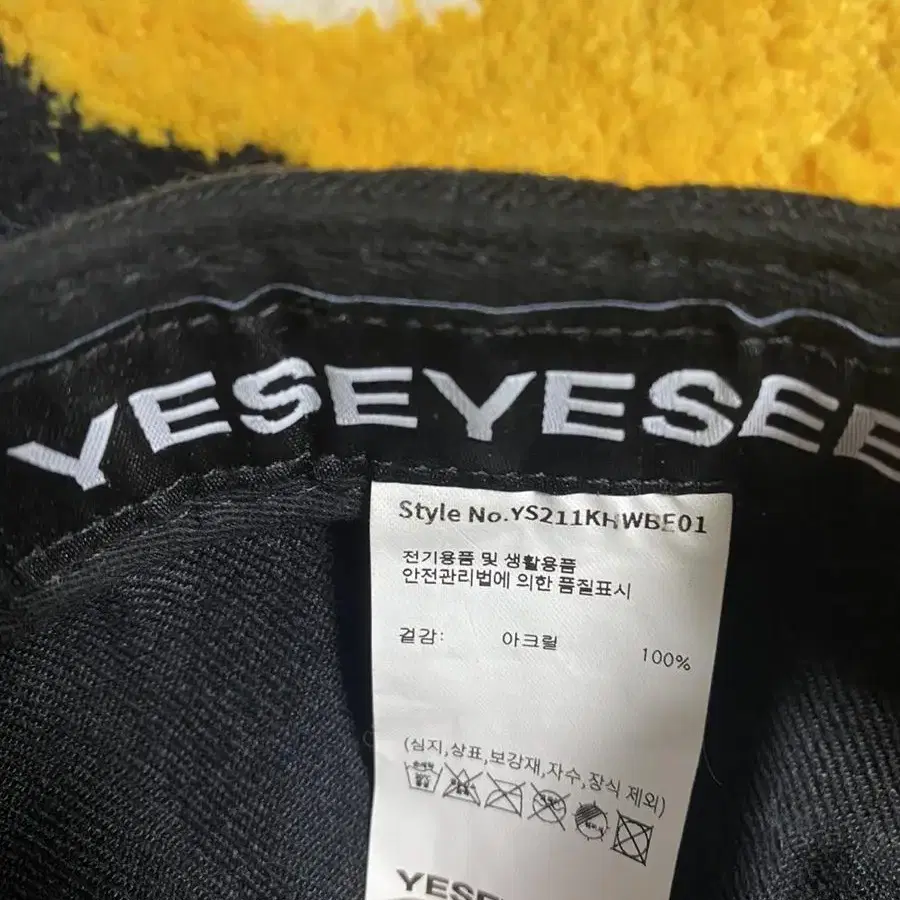 YESEYESEE
Style No.YS211KHWBE01
전기용품 및 생활용품
안전관리법에 의한 품질표시
겉감: 아크릴 100%
(심지,상표,보강재,자수,장식 제외)
YESE